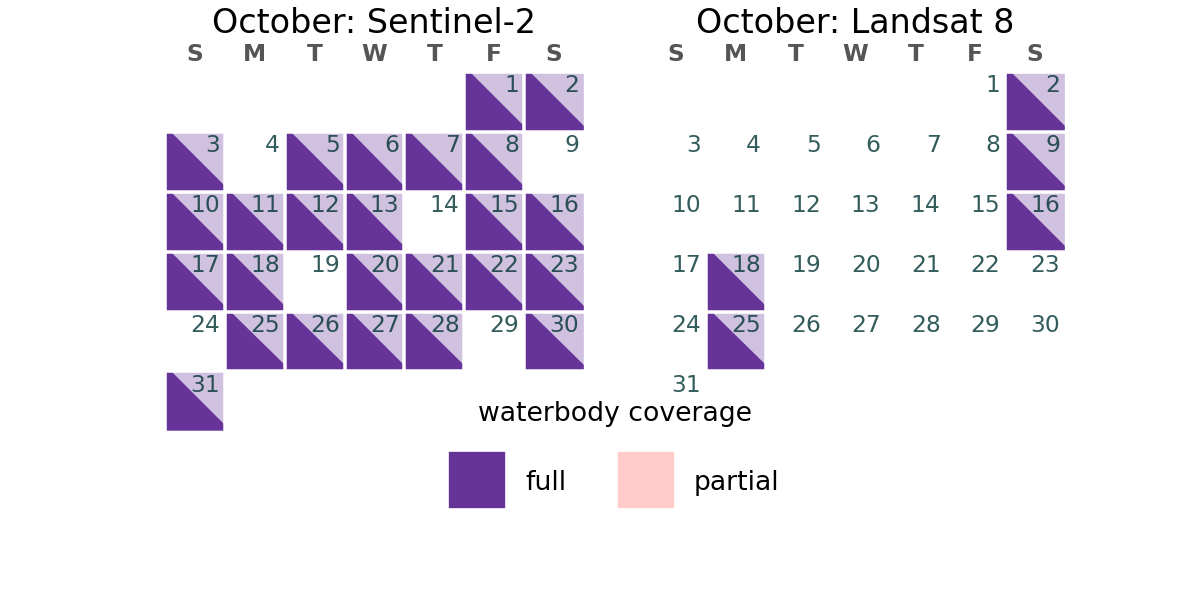 October: Sentinel-2
S M T W T F S
1 2
3 4 5 6 7 8 9
10 11 12 13 14 15 16
17 18 19 20 21 22 23
24 25 26 27 28 29 30
31
October: Landsat 8
S M T W T F S
1 2
3 4 5 6 7 8 9
10 11 12 13 14 15 16
17 18 19 20 21 22 23
24 25 26 27 28 29 30
31
waterbody coverage
full partial